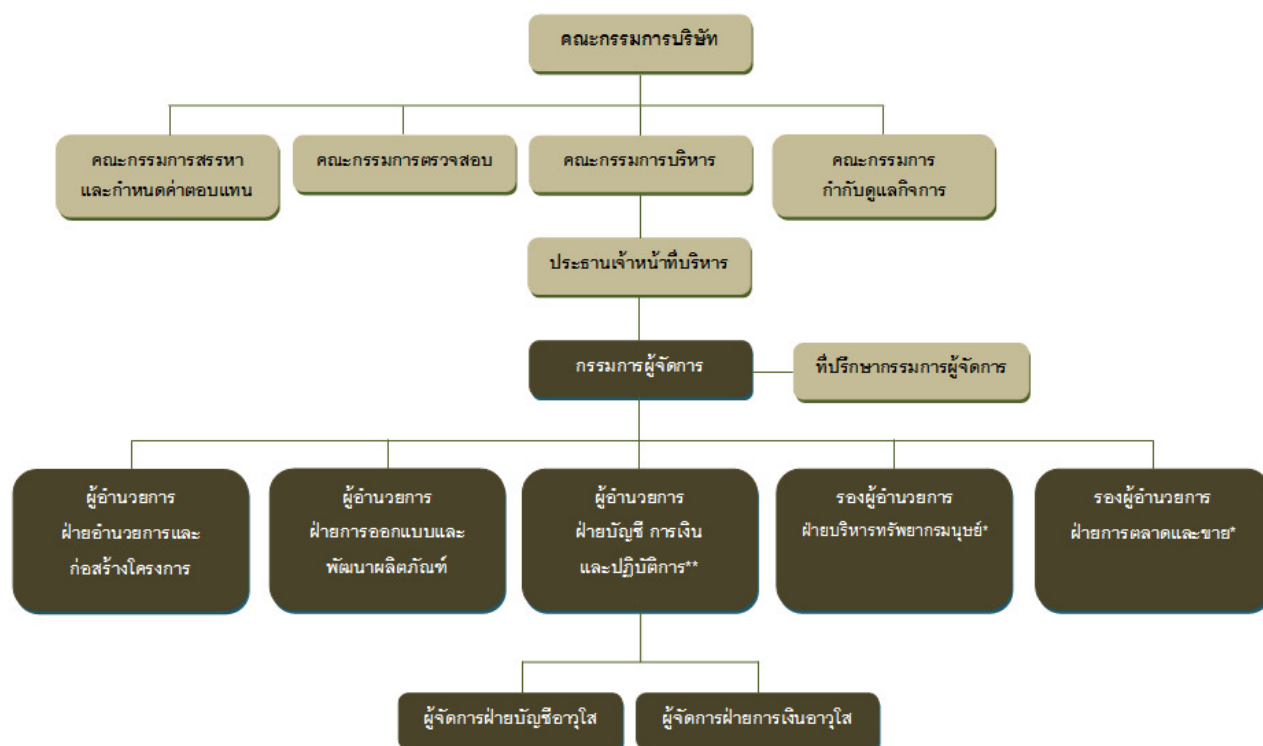 คณะกรรมการบริษัท
คณะกรรมการสรรหา
และกำหนดค่าตอบแทน
คณะกรรมการตรวจสอบ
คณะกรรมการบริหาร
คณะกรรมการ
กำกับดูแลกิจการ
ประธานเจ้าหน้าที่บริหาร
กรรมการผู้จัดการ
ที่ปรึกษากรรมการผู้จัดการ
ผู้อำนวยการ
ฝ่ายอำนวยการและ
ก่อสร้างโครงการ
ผู้อำนวยการ
ฝ่ายการออกแบบและ
พัฒนาผลิตภัณฑ์
ผู้อำนวยการ
ฝ่ายบัญชี การเงิน
และปฏิบัติการ**
รองผู้อำนวยการ
ฝ่ายบริหารทรัพยากรมนุษย์*
รองผู้อำนวยการ
ฝ่ายการตลาดและขาย*
ผู้จัดการฝ่ายบัญชีอาวุโส
ผู้จัดการฝ่ายการเงินอาวุโส